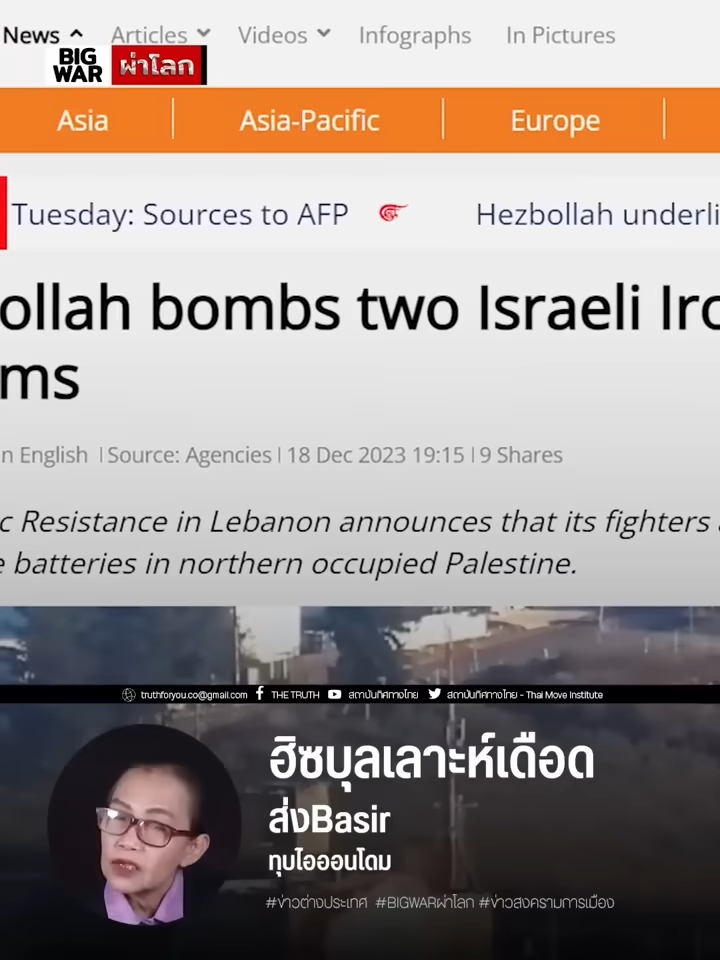 News Articles Videos Infographs In Pictures
BIG WAR ผ่าโลก
Asia Asia-Pacific Europe
Tuesday: Sources to AFP Hezbollah underli
ollah bombs two Israeli Iro
ms
n English | Source: Agencies | 18 Dec 2023 19:15 | 9 Shares
c Resistance in Lebanon announces that its fighters
e batteries in northern occupied Palestine.
truthforyou.co@gmail.com THE TRUTH สถาบันทิศทางไทย สถาบันทิศทางไทย - Thai Move Institute
ฮิซบุลเลาะห์เดือด
ส่งBasir
ทุบไอออนโดม
#ข่าวต่างประเทศ #BIGWARผ่าโลก #ข่าวสงครามการเมือง